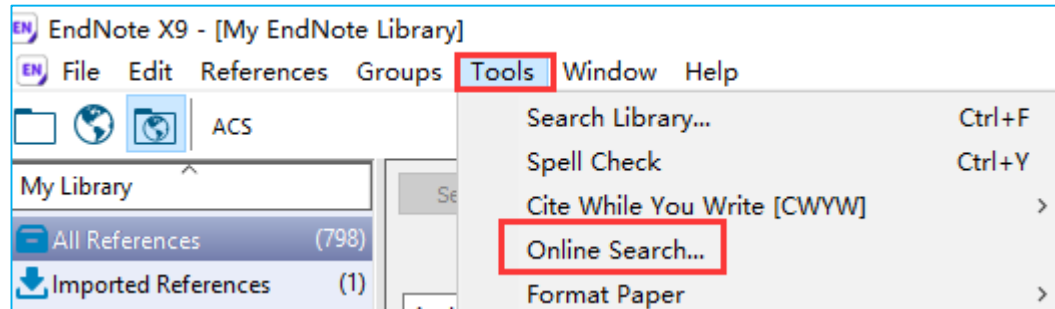 EndNote X9 - [My EndNote Library]
File Edit References Groups Tools Window Help
ACS
Search Library... Ctrl+F
Spell Check Ctrl+Y
My Library
Cite While You Write [CWYW]
All References (798)
Online Search...
Imported References (1)
Format Paper